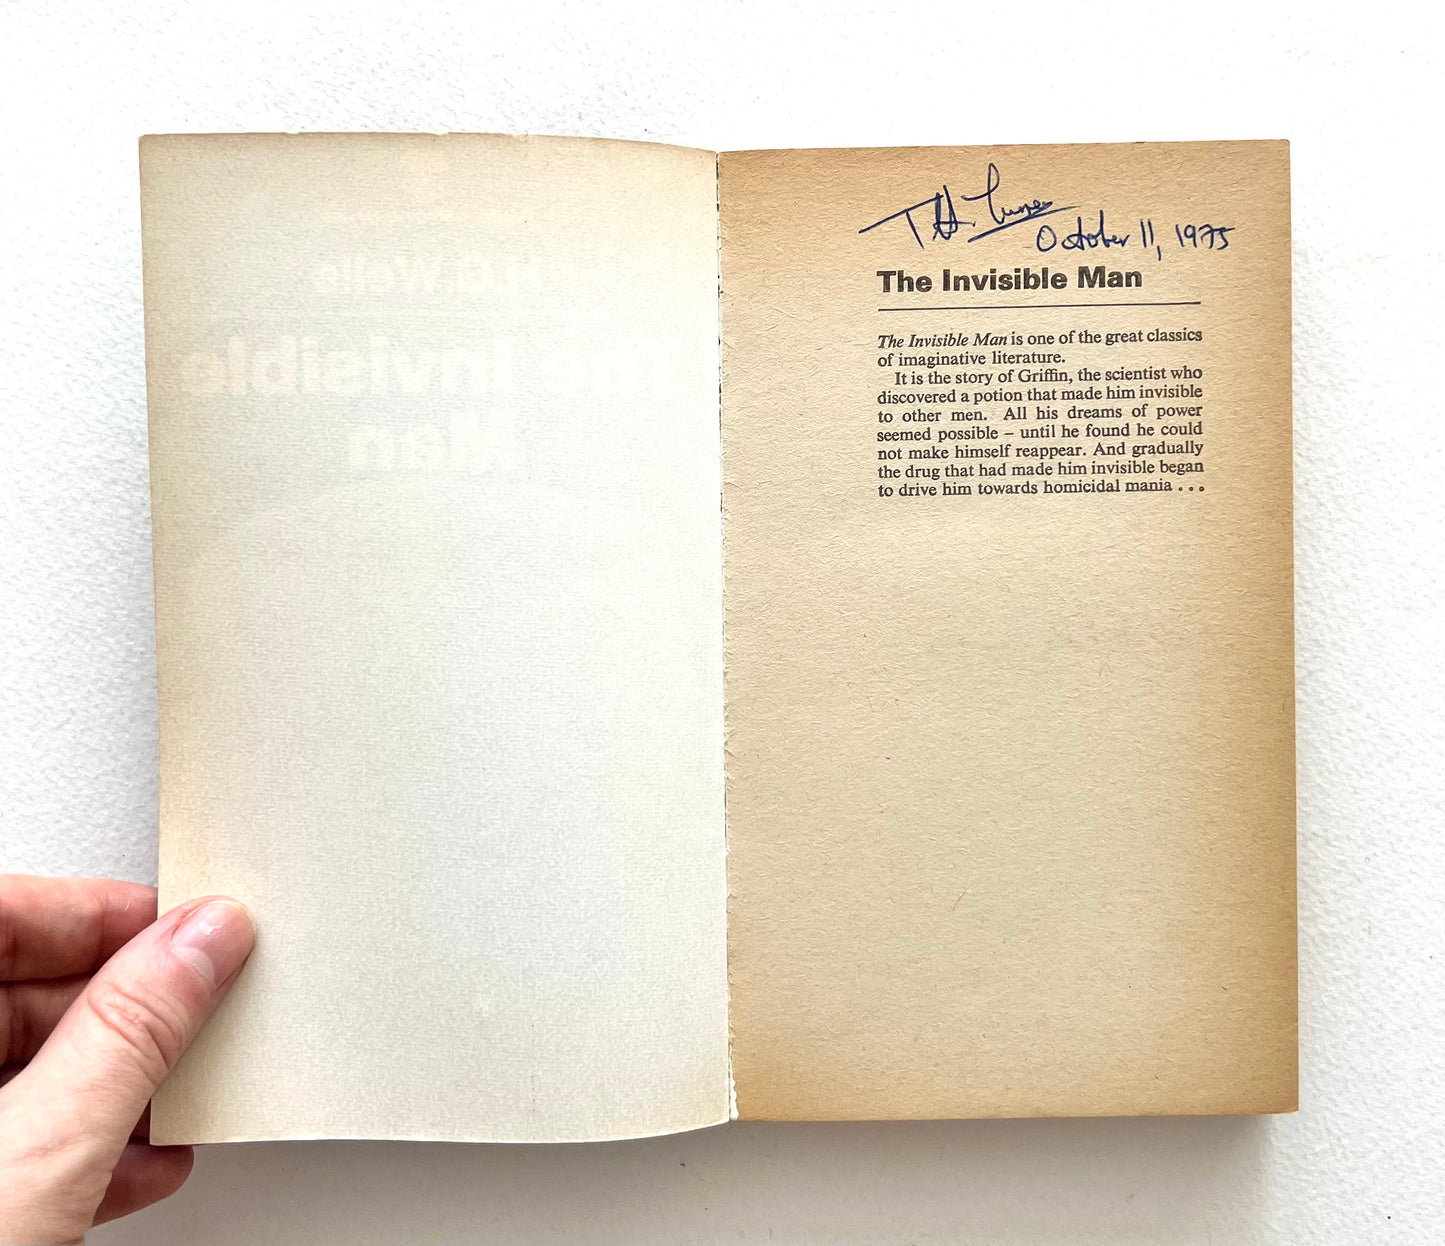 T H.
October 11, 1975
The Invisible Man
The Invisible Man is one of the great classics
of imaginative literature.
It is the story of Griffin, the scientist who
discovered a potion that made him invisible
to other men. All his dreams of power
seemed possible – until he found he could
not make himself reappear. And gradually
the drug that had made him invisible began
to drive him towards homicidal mania . . .